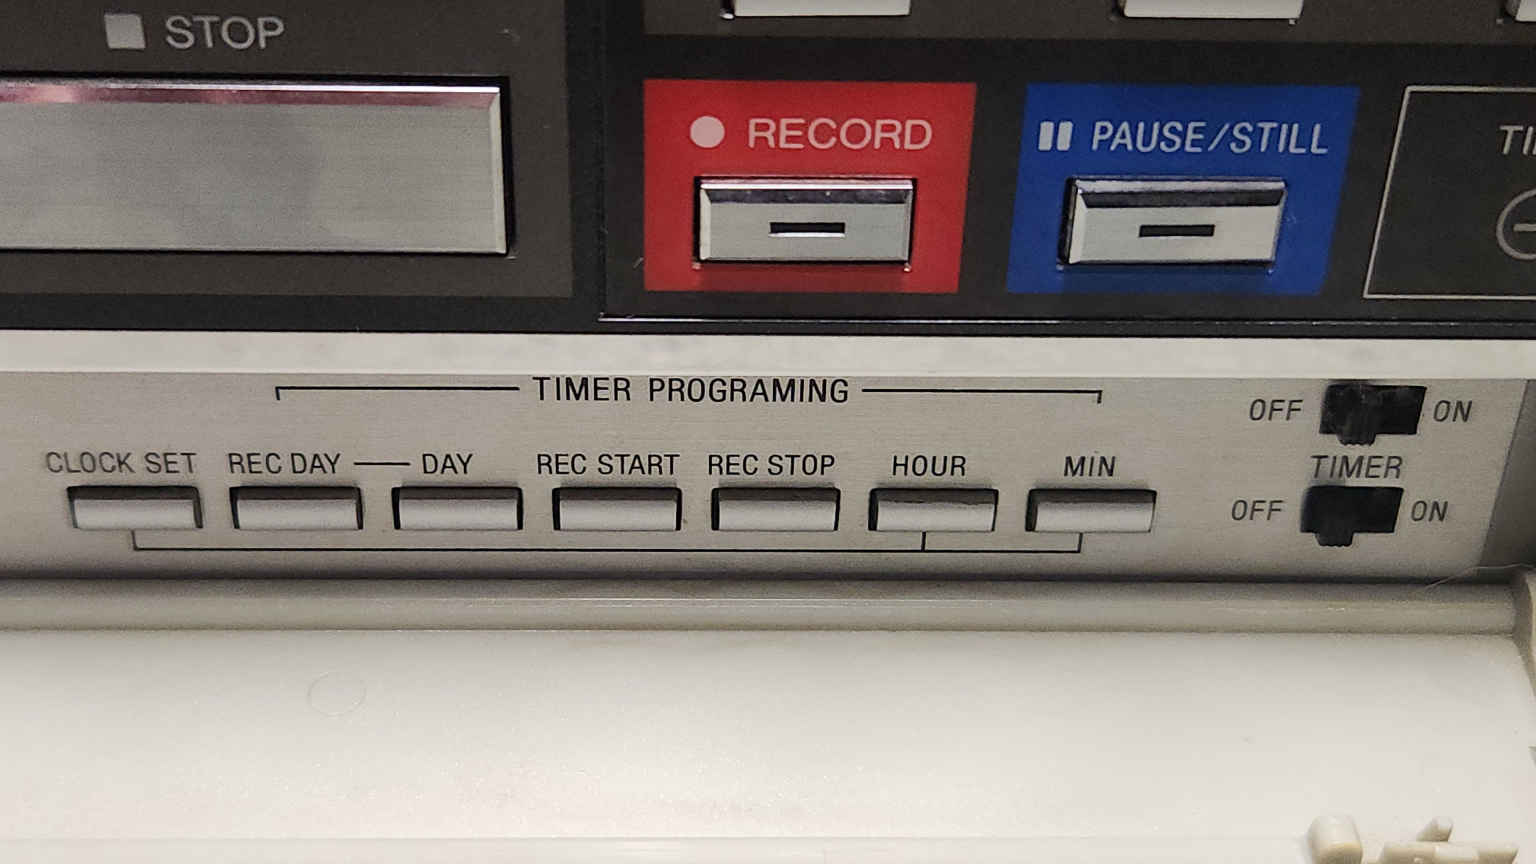 STOP
RECORD
PAUSE/STILL
TIMER PROGRAMING
OFF ON
CLOCK SET REC DAY DAY REC START REC STOP HOUR MIN
TIMER
OFF ON